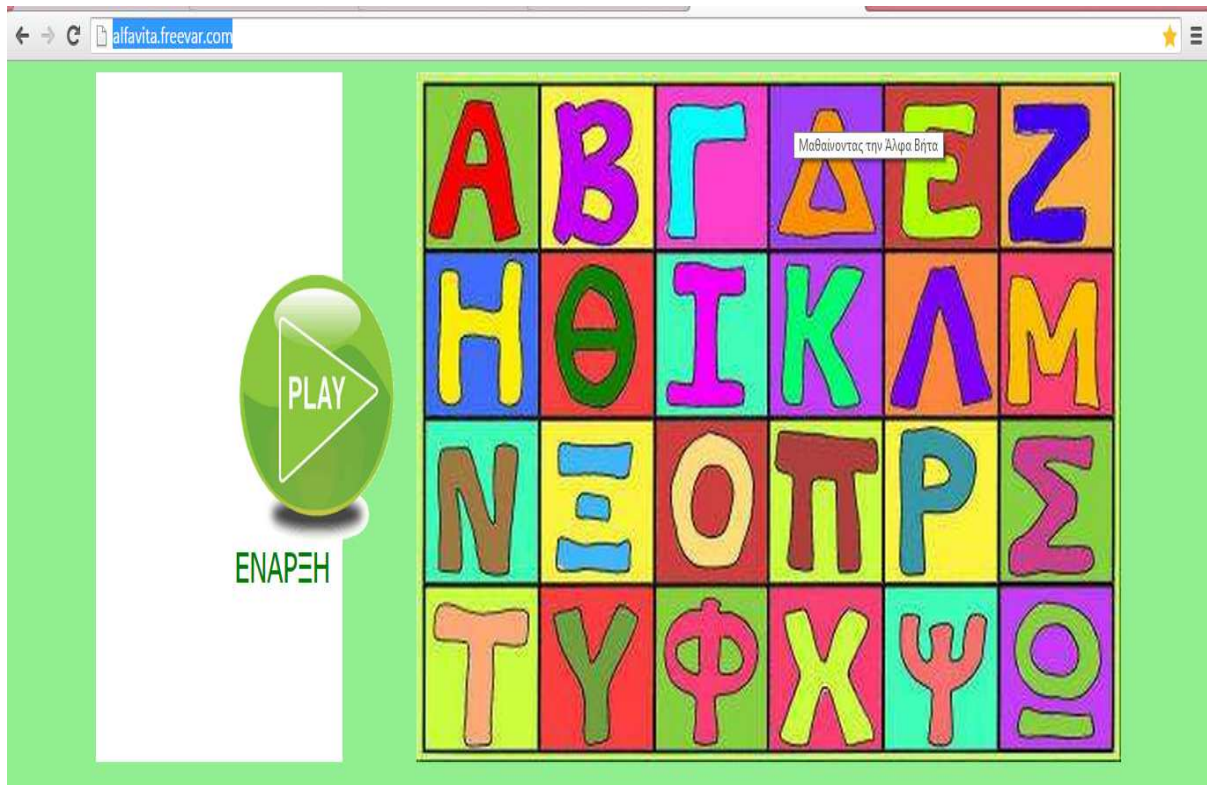 alfavita.freevar.com
Α Β Γ Δ Ε Ζ
Μαθαίνοντας την Άλφα Βήτα
Η Θ Ι Κ Λ Μ
PLAY
Ν Ξ Ο Π Ρ Σ
ΕΝΑΡΞΗ
Τ Υ Φ Χ Ψ Ω